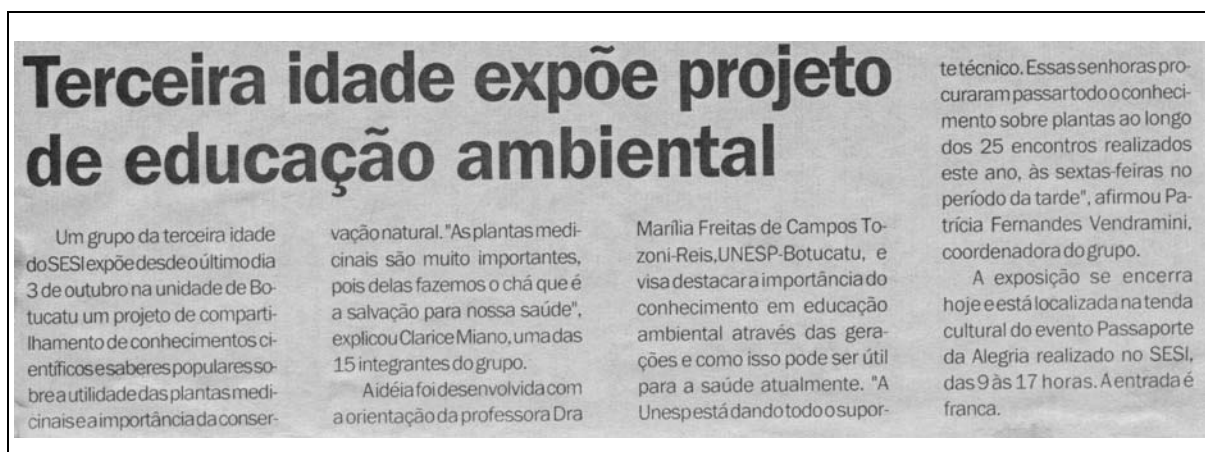 Terceira idade expõe projeto
de educação ambiental
Um grupo da terceira idade
do SESI expõe desde o último dia
3 de outubro na unidade de Bo-
tucatu um projeto de comparti-
lhamento de conhecimentos ci-
entíficos e saberes populares so-
bre a utilidade das plantas medi-
cinais e a importância da conser-
vação natural. "As plantas medi-
cinais são muito importantes,
pois delas fazemos o chá que é
a salvação para nossa saúde",
explicou Clarice Miano, uma das
15 integrantes do grupo.
A idéia foi desenvolvida com
a orientação da professora Dra
Marília Freitas de Campos To-
zoni-Reis, UNESP-Botucatu, e
visa destacar a importância do
conhecimento em educação
ambiental através das gera-
ções e como isso pode ser útil
para a saúde atualmente. "A
Unesp está dando todo o supor-
te técnico. Essas senhoras pro-
curaram passar todo o conheci-
mento sobre plantas ao longo
dos 25 encontros realizados
este ano, às sextas-feiras no
período da tarde", afirmou Pa-
trícia Fernandes Vendramini,
coordenadora do grupo.
A exposição se encerra
hoje e está localizada na tenda
cultural do evento Passaporte
da Alegria realizado no SESI,
das 9 às 17 horas. A entrada é
franca.